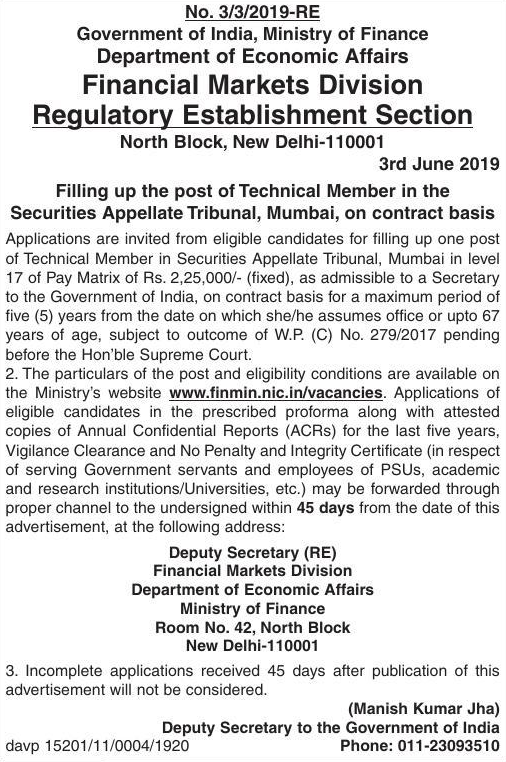 No. 3/3/2019-RE
Government of India, Ministry of Finance
Department of Economic Affairs
Financial Markets Division
Regulatory Establishment Section
North Block, New Delhi-110001
3rd June 2019
Filling up the post of Technical Member in the
Securities Appellate Tribunal, Mumbai, on contract basis
Applications are invited from eligible candidates for filling up one post
of Technical Member in Securities Appellate Tribunal, Mumbai in level
17 of Pay Matrix of Rs. 2,25,000/- (fixed), as admissible to a Secretary
to the Government of India, on contract basis for a maximum period of
five (5) years from the date on which she/he assumes office or upto 67
years of age, subject to outcome of W.P. (C) No. 279/2017 pending
before the Hon'ble Supreme Court.
2. The particulars of the post and eligibility conditions are available on
the Ministry's website www.finmin.nic.in/vacancies. Applications of
eligible candidates in the prescribed proforma along with attested
copies of Annual Confidential Reports (ACRs) for the last five years,
Vigilance Clearance and No Penalty and Integrity Certificate (in respect
of serving Government servants and employees of PSUs, academic
and research institutions/Universities, etc.) may be forwarded through
proper channel to the undersigned within 45 days from the date of this
advertisement, at the following address:
Deputy Secretary (RE)
Financial Markets Division
Department of Economic Affairs
Ministry of Finance
Room No. 42, North Block
New Delhi-110001
3. Incomplete applications received 45 days after publication of this
advertisement will not be considered.
(Manish Kumar Jha)
Deputy Secretary to the Government of India
davp 15201/11/0004/1920 Phone: 011-23093510